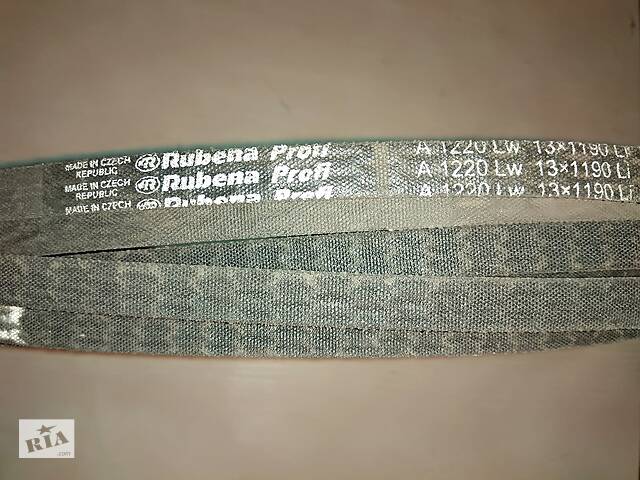 Rubena Profi A 1220 Lw 13×1190 Li
MADE IN CZECH
REPUBLIC
Rubena Profi A 1220 Lw 13×1190 Li
MADE IN CZECH
REPUBLIC
Rubena Profi A 1220 Lw 13×1190 Li
MADE IN CZECH
RIA.com